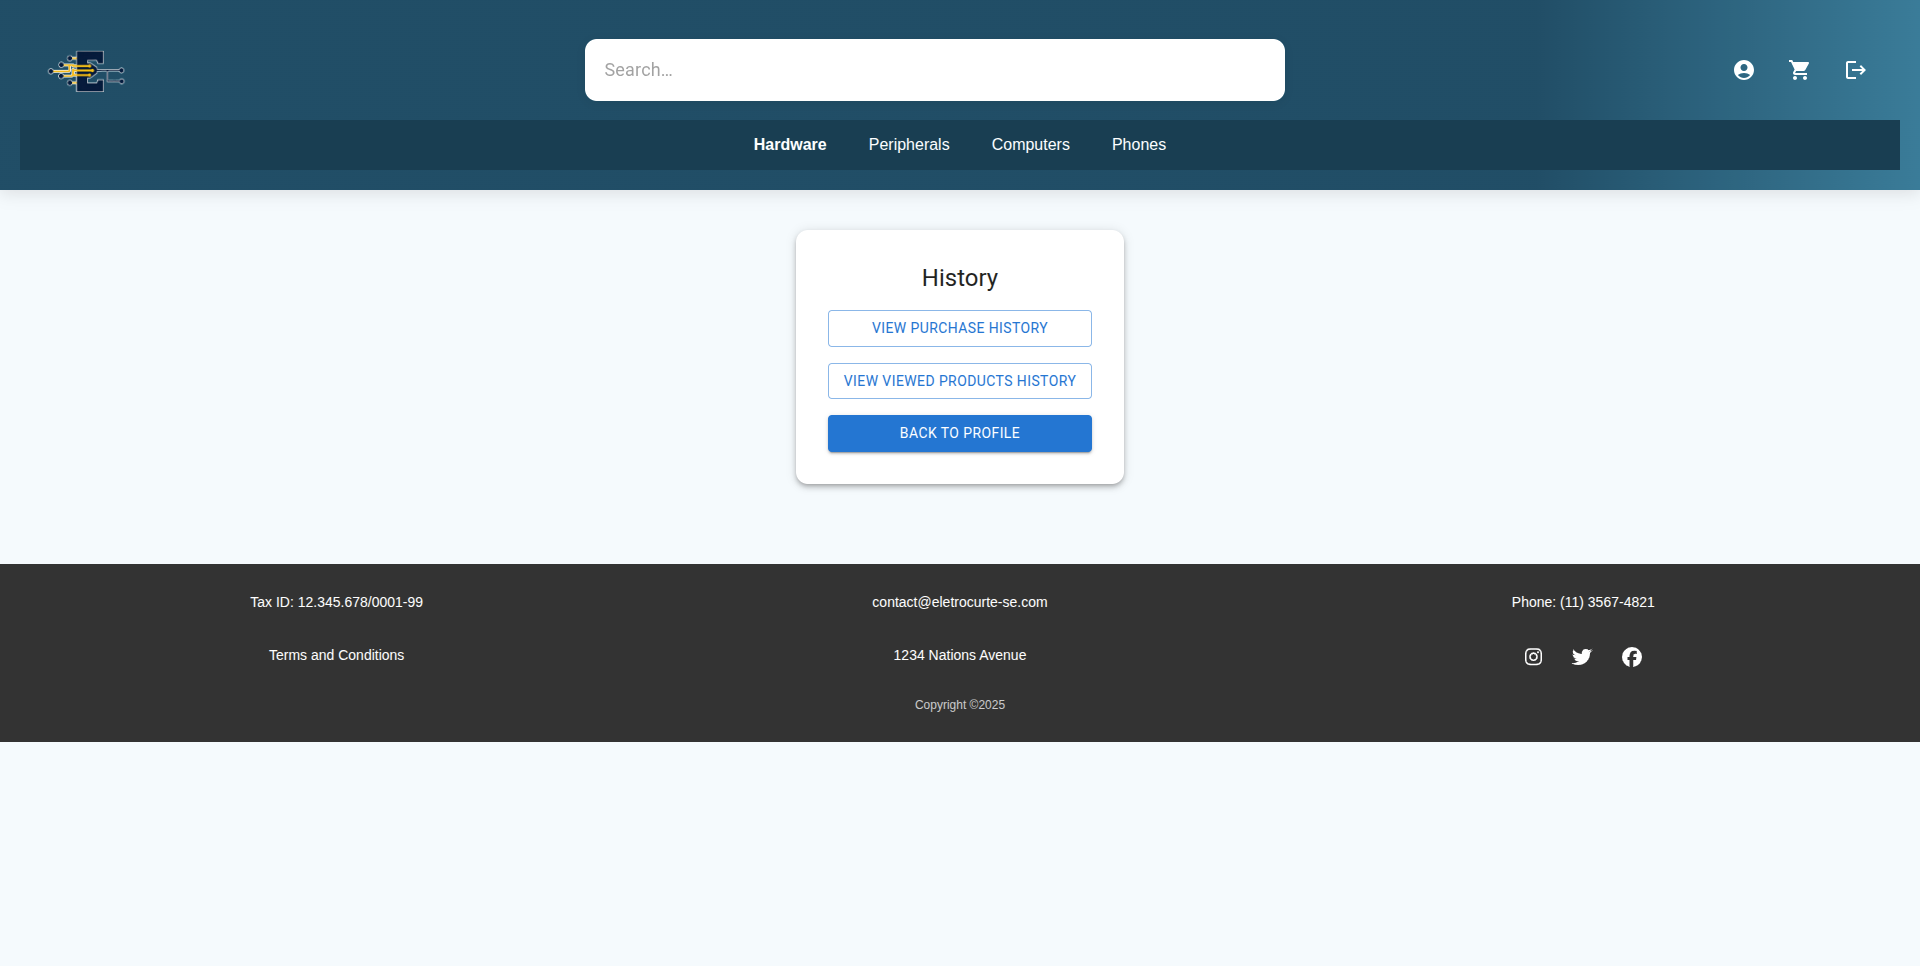 Search...
Hardware Peripherals Computers Phones
History
VIEW PURCHASE HISTORY
VIEW VIEWED PRODUCTS HISTORY
BACK TO PROFILE
Tax ID: 12.345.678/0001-99 contact@eletrocurte-se.com Phone: (11) 3567-4821
Terms and Conditions 1234 Nations Avenue
Copyright ©2025